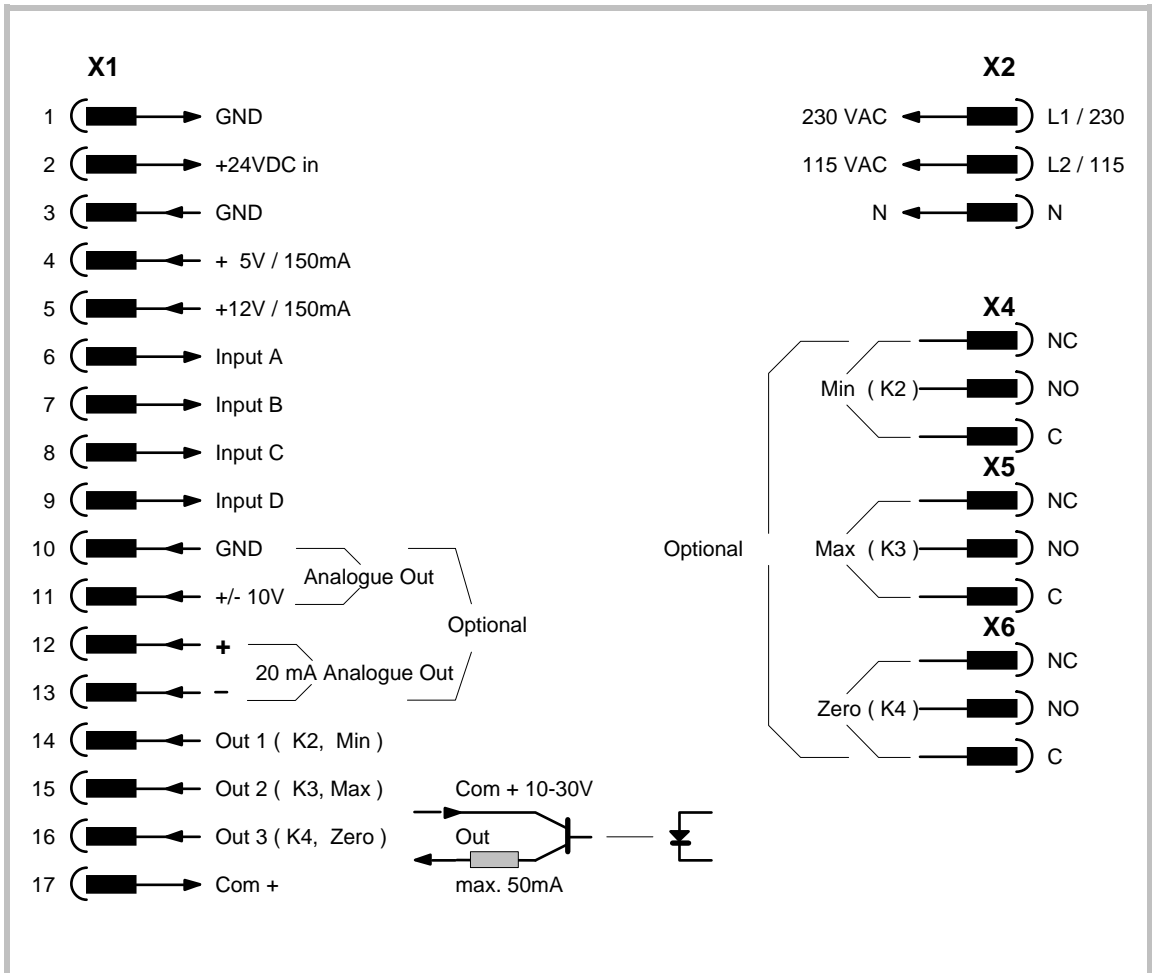 X1
1 GND
2 +24VDC in
3 GND
4 + 5V / 150mA
5 +12V / 150mA
6 Input A
7 Input B
8 Input C
9 Input D
10 GND
11 +/- 10V
Analogue Out
12 +
13 –
20 mA Analogue Out
Optional
14 Out 1 ( K2, Min )
15 Out 2 ( K3, Max )
16 Out 3 ( K4, Zero )
17 Com +
Com + 10-30V
Out
max. 50mA
X2
230 VAC L1 / 230
115 VAC L2 / 115
N N
Optional
X4
NC
Min ( K2 ) NO
C
X5
NC
Max ( K3 ) NO
C
X6
NC
Zero ( K4 ) NO
C